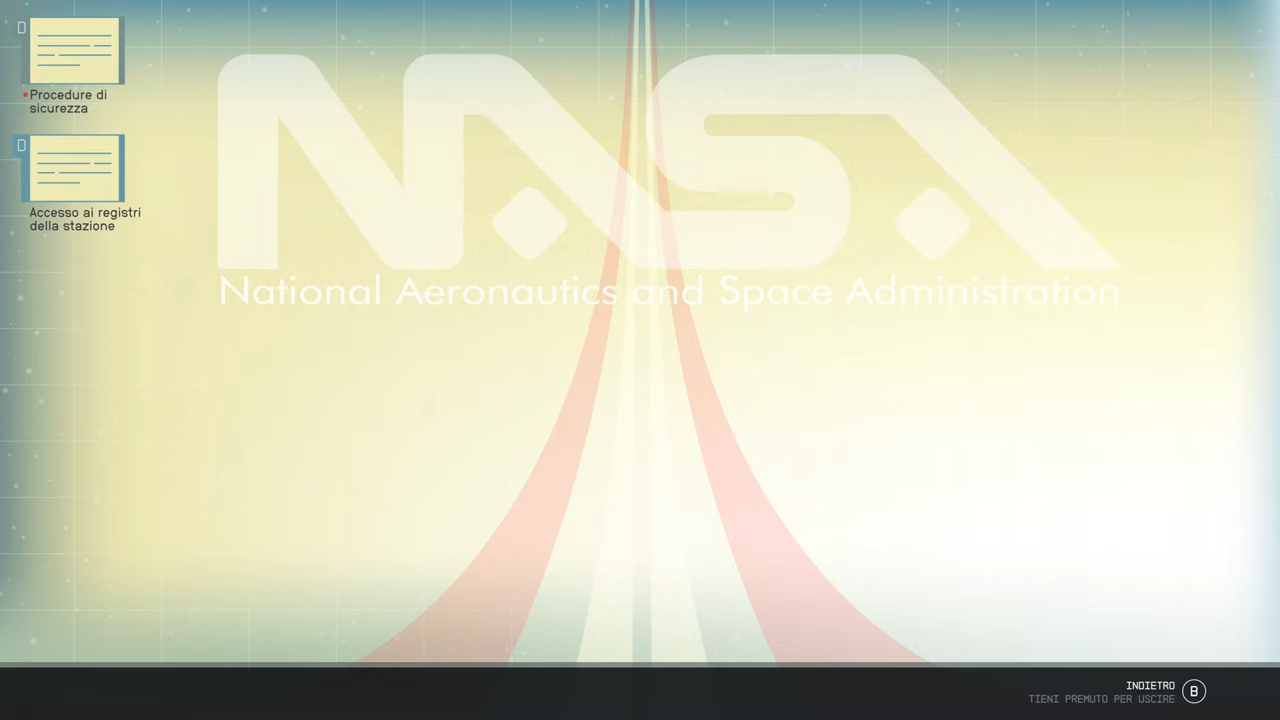 Procedure di
sicurezza
Accesso ai registri
della stazione
NASA
National Aeronautics and Space Administration
INDIETRO
TIENI PREMUTO PER USCIRE
B